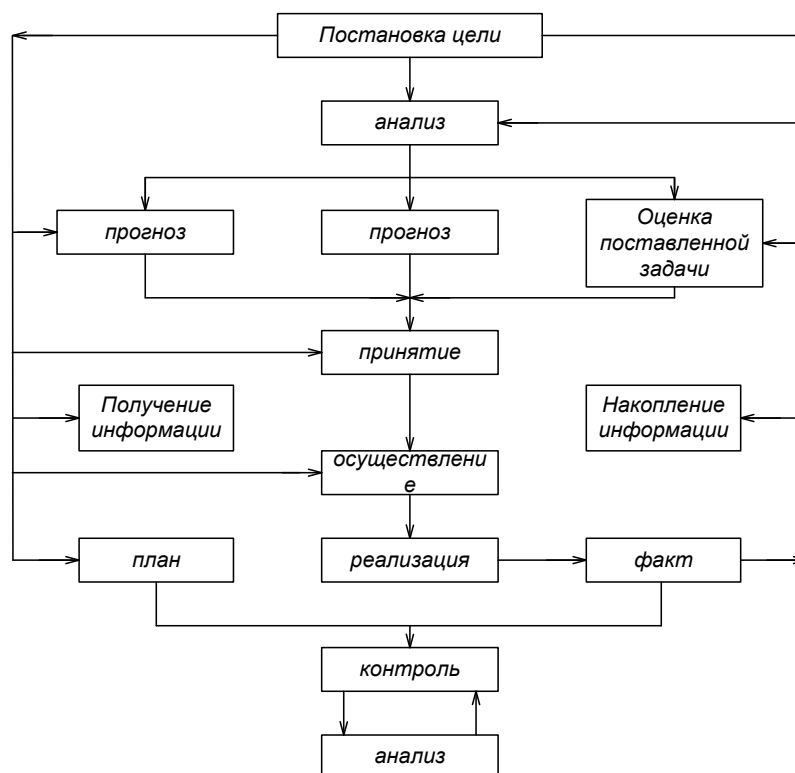 Постановка цели
анализ
прогноз
прогноз
Оценка
поставленной
задачи
принятие
Получение
информации
Накопление
информации
осуществлени
е
план
реализация
факт
контроль
анализ